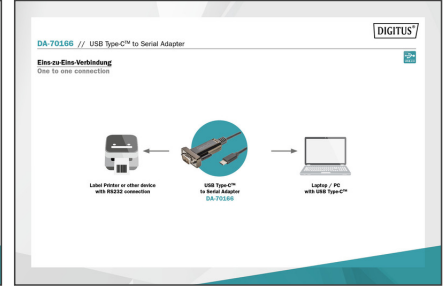 DIGITUS®
DA-70166 // USB Type-C™ to Serial Adapter
Eins-zu-Eins-Verbindung
One to one connection
Label Printer or other device
with RS232 connection
USB Type-C™
to Serial Adapter
DA-70166
Laptop / PC
with USB Type-C™